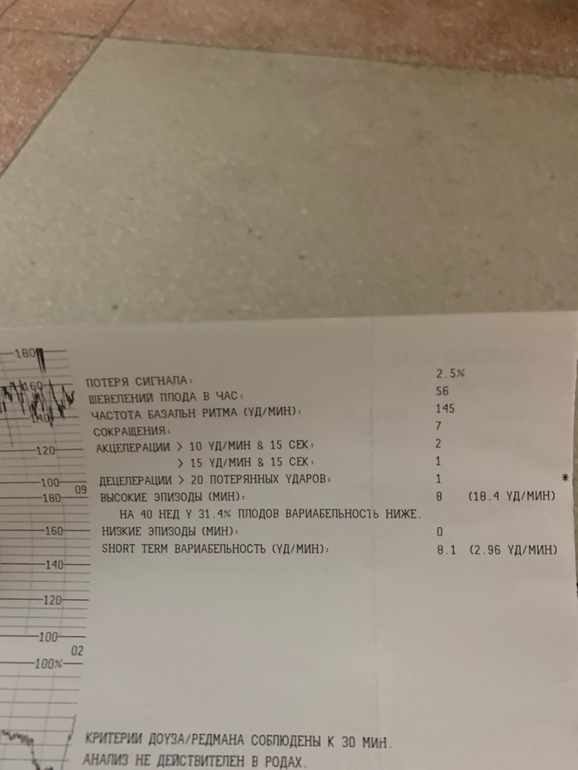 180
ПОТЕРЯ СИГНАЛА: 2.5%
160
ШЕВЕЛЕНИЙ ПЛОДА В ЧАС: 56
140
ЧАСТОТА БАЗАЛЬН РИТМА (УД/МИН): 145
СОКРАЩЕНИЯ: 7
120
АКЦЕЛЕРАЦИИ > 10 УД/МИН & 15 СЕК: 2
> 15 УД/МИН & 15 СЕК: 1
100
09
ДЕЦЕЛЕРАЦИИ > 20 ПОТЕРЯННЫХ УДАРОВ: 1 *
180
ВЫСОКИЕ ЭПИЗОДЫ (МИН): 8 (18.4 УД/МИН)
НА 40 НЕД У 31.4% ПЛОДОВ ВАРИАБЕЛЬНОСТЬ НИЖЕ.
160
НИЗКИЕ ЭПИЗОДЫ (МИН): 0
SHORT TERM ВАРИАБЕЛЬНОСТЬ (УД/МИН): 8.1 (2.96 УД/МИН)
140
120
100
02
100%
КРИТЕРИИ ДОУЗА/РЕДМАНА СОБЛЮДЕНЫ К 30 МИН.
АНАЛИЗ НЕ ДЕЙСТВИТЕЛЕН В РОДАХ.